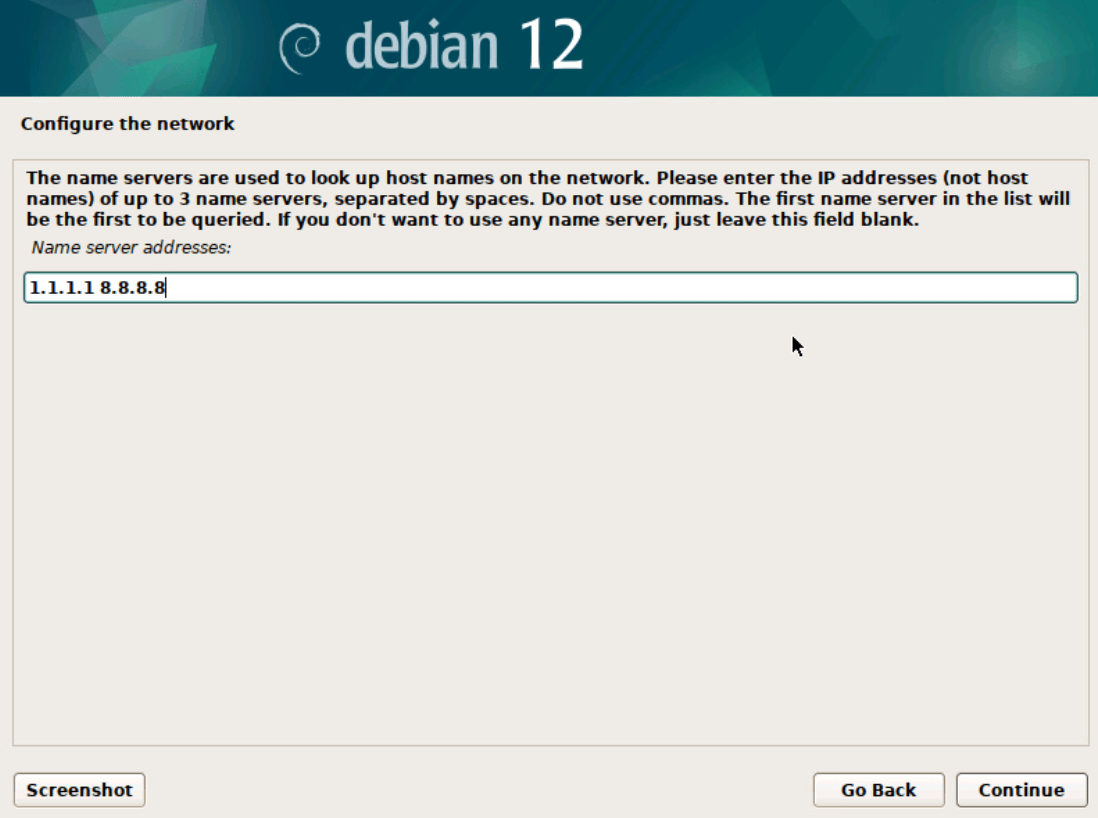 debian 12
Configure the network
The name servers are used to look up host names on the network. Please enter the IP addresses (not host
names) of up to 3 name servers, separated by spaces. Do not use commas. The first name server in the list will
be the first to be queried. If you don't want to use any name server, just leave this field blank.
Name server addresses:
1.1.1.1 8.8.8.8
Screenshot
Go Back
Continue